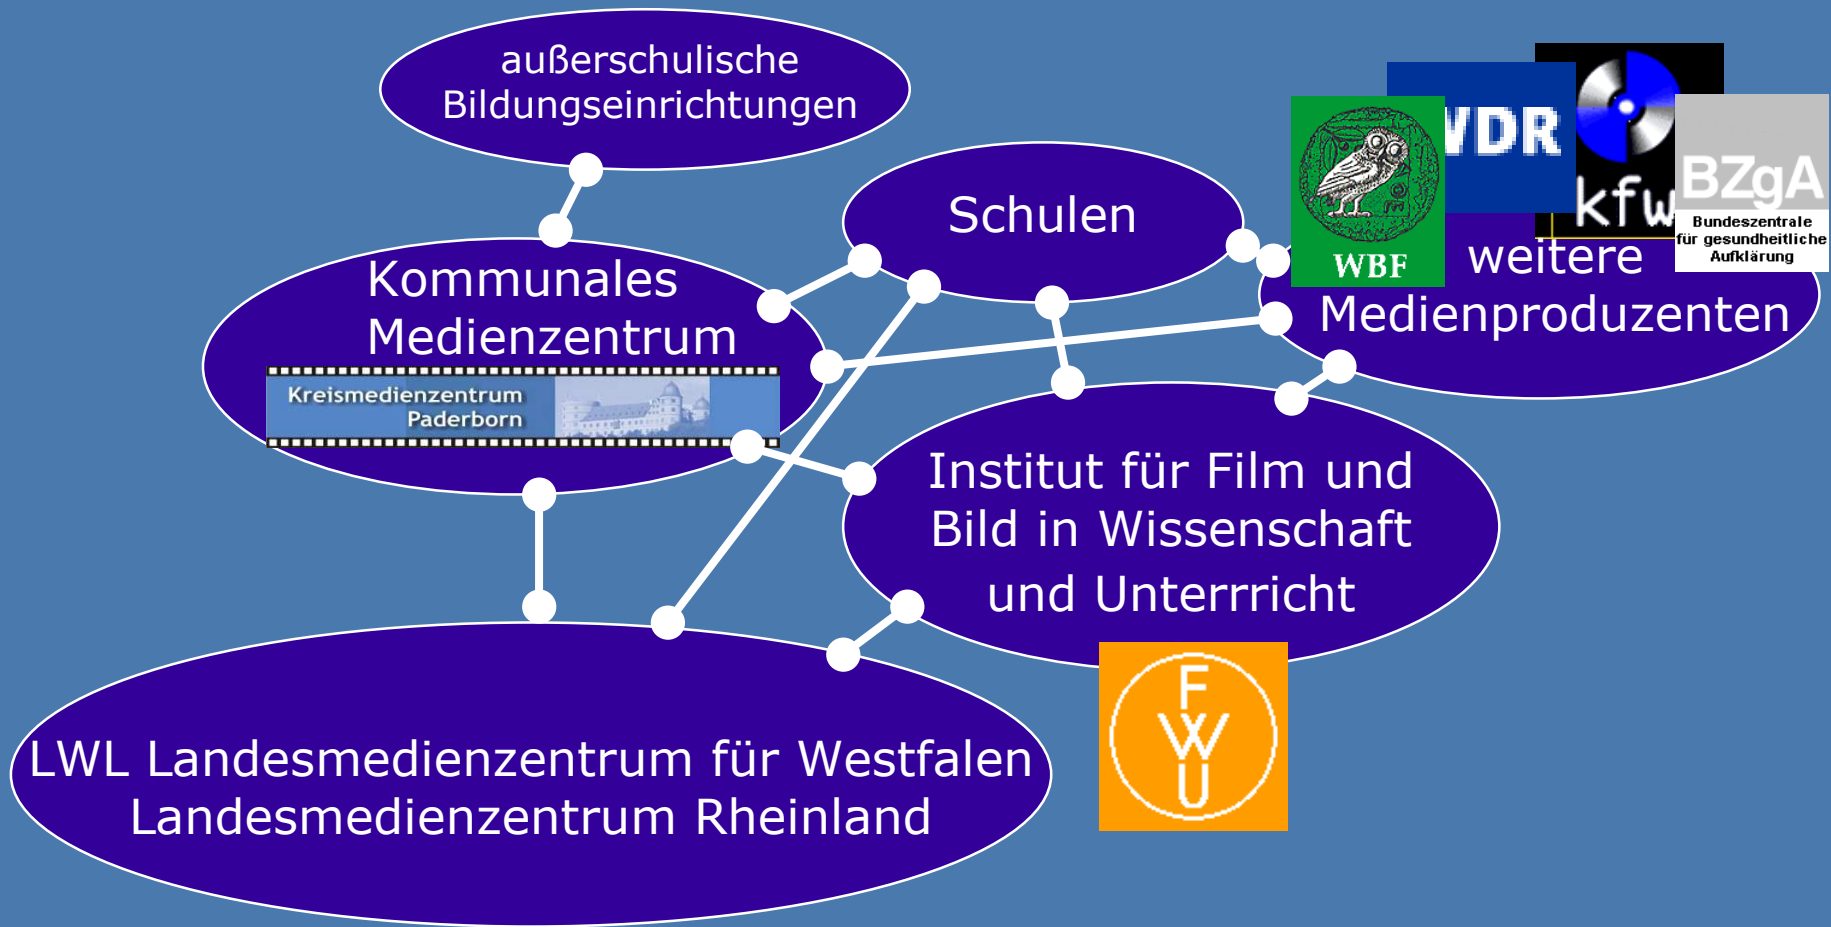 außerschulische
Bildungseinrichtungen
Schulen
Kommunales
Medienzentrum
Kreismedienzentrum
Paderborn
WBF
WDR
kfw
BZgA
Bundeszentrale
für gesundheitliche
Aufklärung
weitere
Medienproduzenten
Institut für Film und
Bild in Wissenschaft
und Unterrricht
FWU
LWL Landesmedienzentrum für Westfalen
Landesmedienzentrum Rheinland